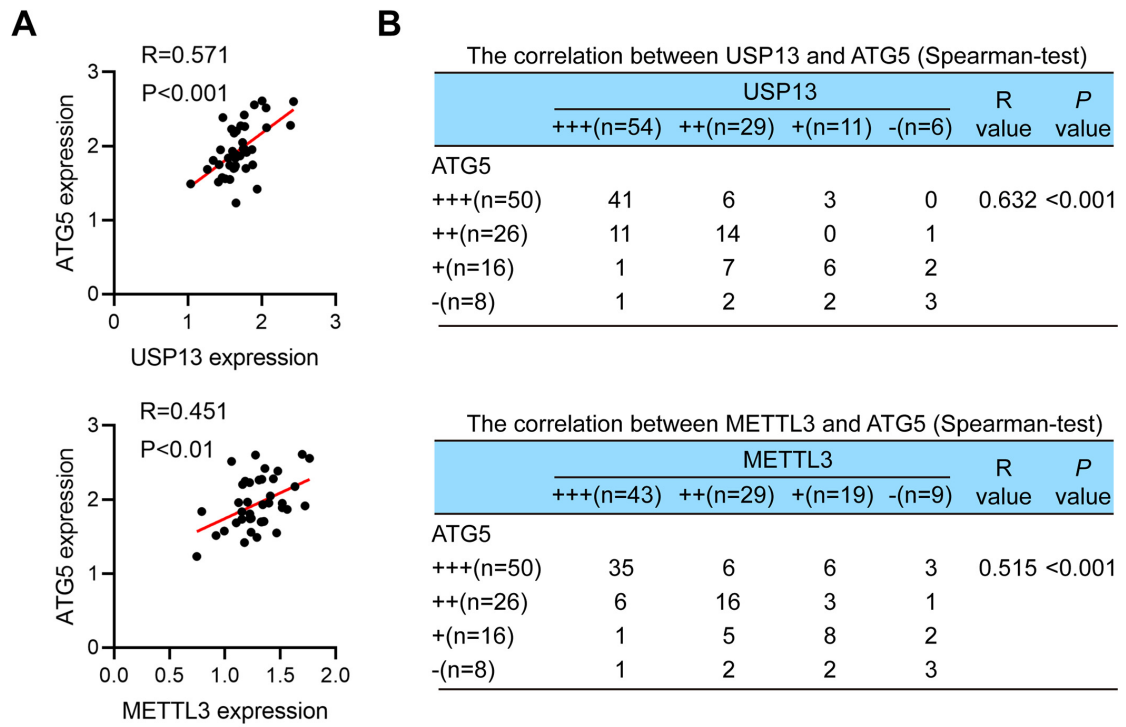 A
R=0.571
P<0.001
3
2
1
0
ATG5 expression
0 1 2 3
USP13 expression
R=0.451
P<0.01
3
2
1
0
ATG5 expression
0.0 0.5 1.0 1.5 2.0
METTL3 expression
B
The correlation between USP13 and ATG5 (Spearman-test)
USP13 R value P value
+++(n=54) ++(n=29) +(n=11) -(n=6)
ATG5
+++(n=50) 41 6 3 0 0.632 <0.001
++(n=26) 11 14 0 1
+(n=16) 1 7 6 2
-(n=8) 1 2 2 3
The correlation between METTL3 and ATG5 (Spearman-test)
METTL3 R value P value
+++(n=43) ++(n=29) +(n=19) -(n=9)
ATG5
+++(n=50) 35 6 6 3 0.515 <0.001
++(n=26) 6 16 3 1
+(n=16) 1 5 8 2
-(n=8) 1 2 2 3